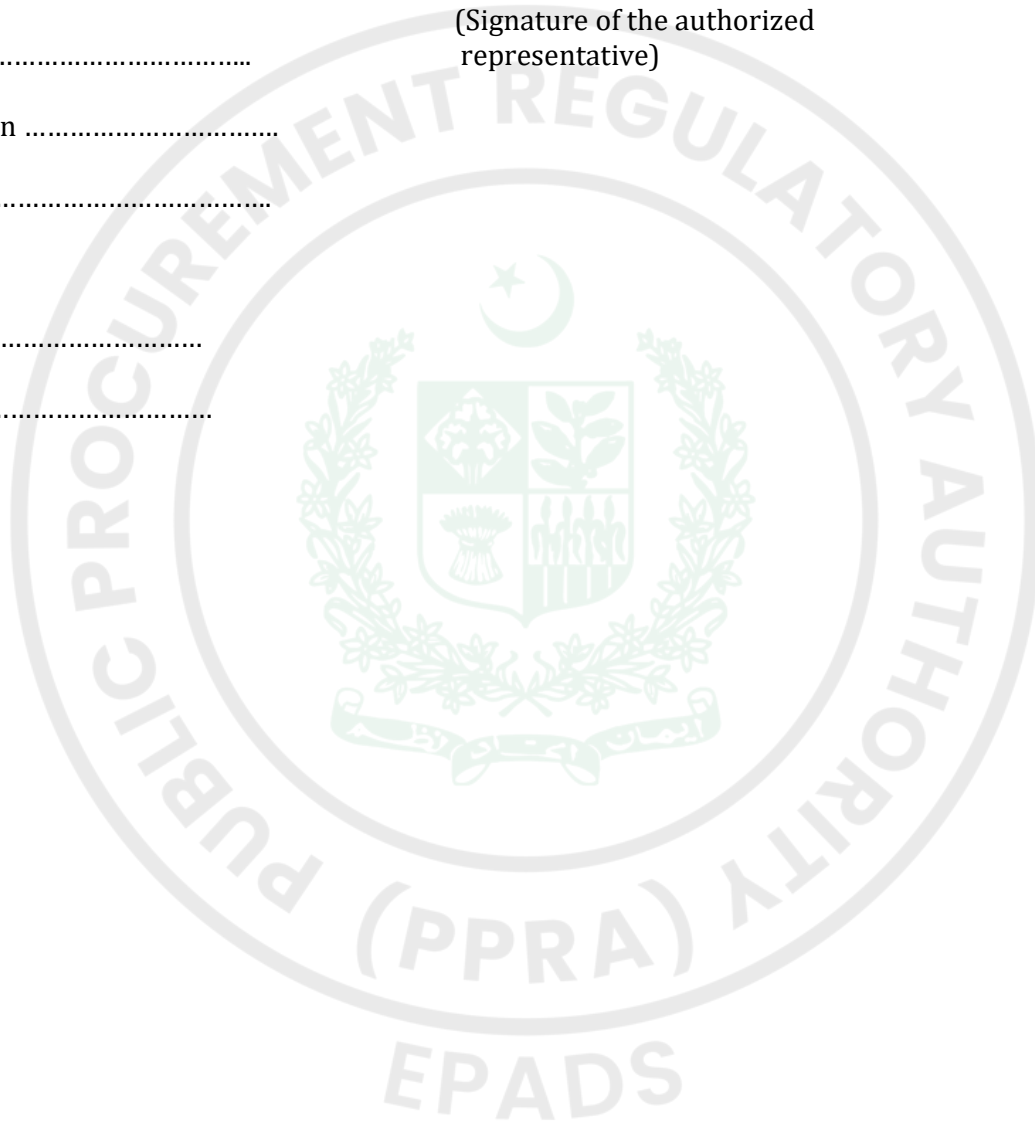 (Signature of the authorized
……………………………….. representative)
n …………………………….
……………………………….
………………………
………………………
PUBLIC PROCUREMENT REGULATORY AUTHORITY
(PPRA)
EPADS